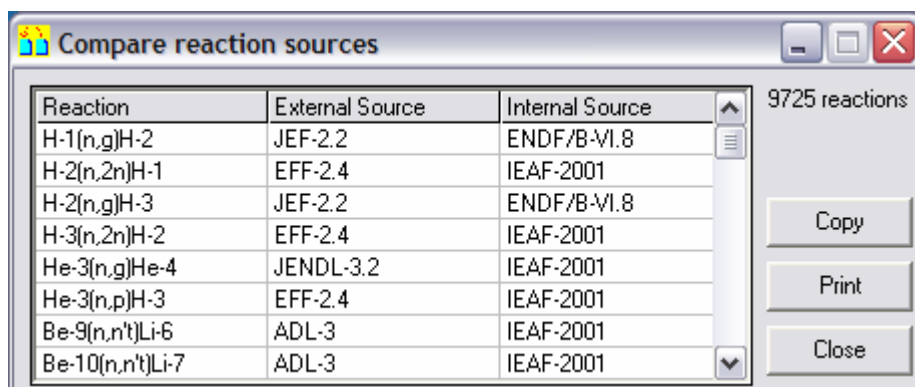 Compare reaction sources
Reaction External Source Internal Source
9725 reactions
H-1(n,g)H-2 JEF-2.2 ENDF/B-VI.8
H-2(n,2n)H-1 EFF-2.4 IEAF-2001
H-2(n,g)H-3 JEF-2.2 ENDF/B-VI.8
H-3(n,2n)H-2 EFF-2.4 IEAF-2001
He-3(n,g)He-4 JENDL-3.2 IEAF-2001
He-3(n,p)H-3 EFF-2.4 IEAF-2001
Be-9(n,n't)Li-6 ADL-3 IEAF-2001
Be-10(n,n't)Li-7 ADL-3 IEAF-2001
Copy
Print
Close